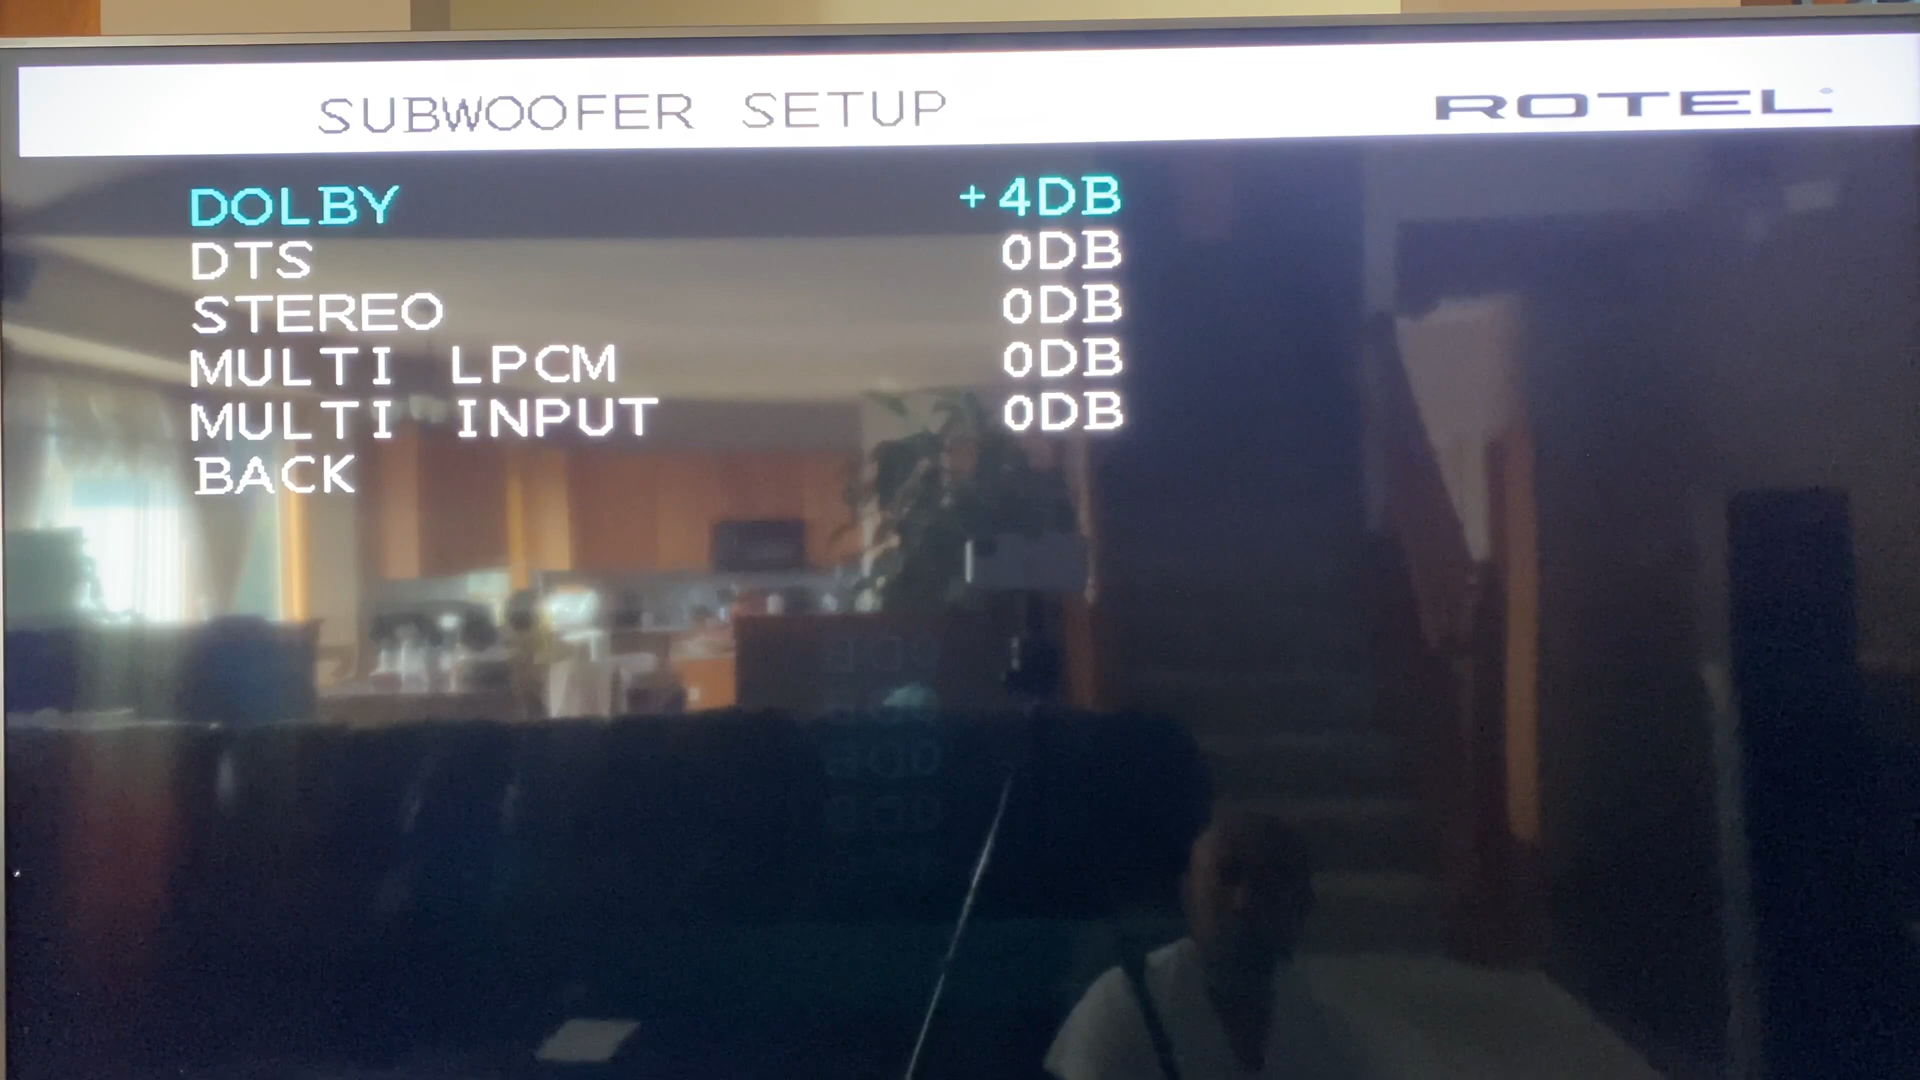 SUBWOOFER SETUP ROTEL
DOLBY +4DB
DTS 0DB
STEREO 0DB
MULTI LPCM 0DB
MULTI INPUT 0DB
BACK